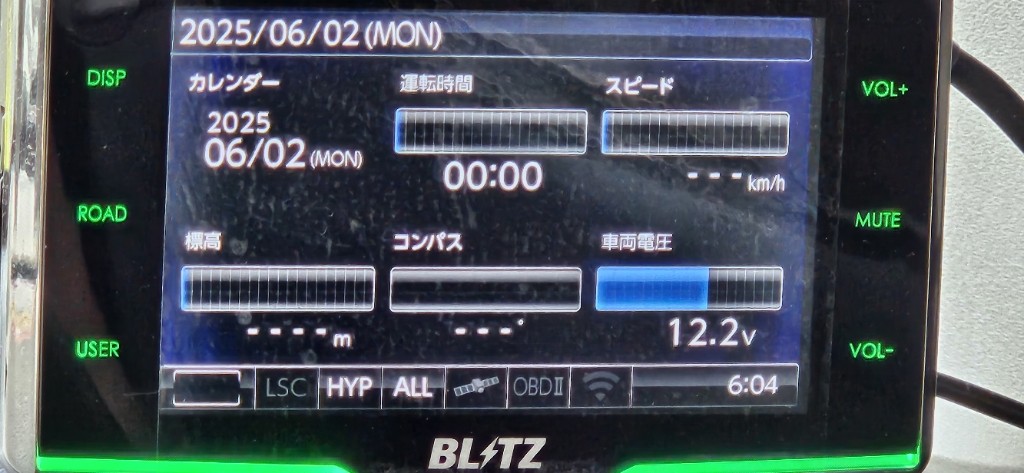 2025/06/02(MON)
DISP
カレンダー
運転時間
スピード
VOL+
2025
06/02(MON)
00:00
---km/h
ROAD
MUTE
標高
コンパス
車両電圧
----m
---°
12.2v
USER
VOL-
LSC
HYP
ALL
OBDII
6:04
BLITZ